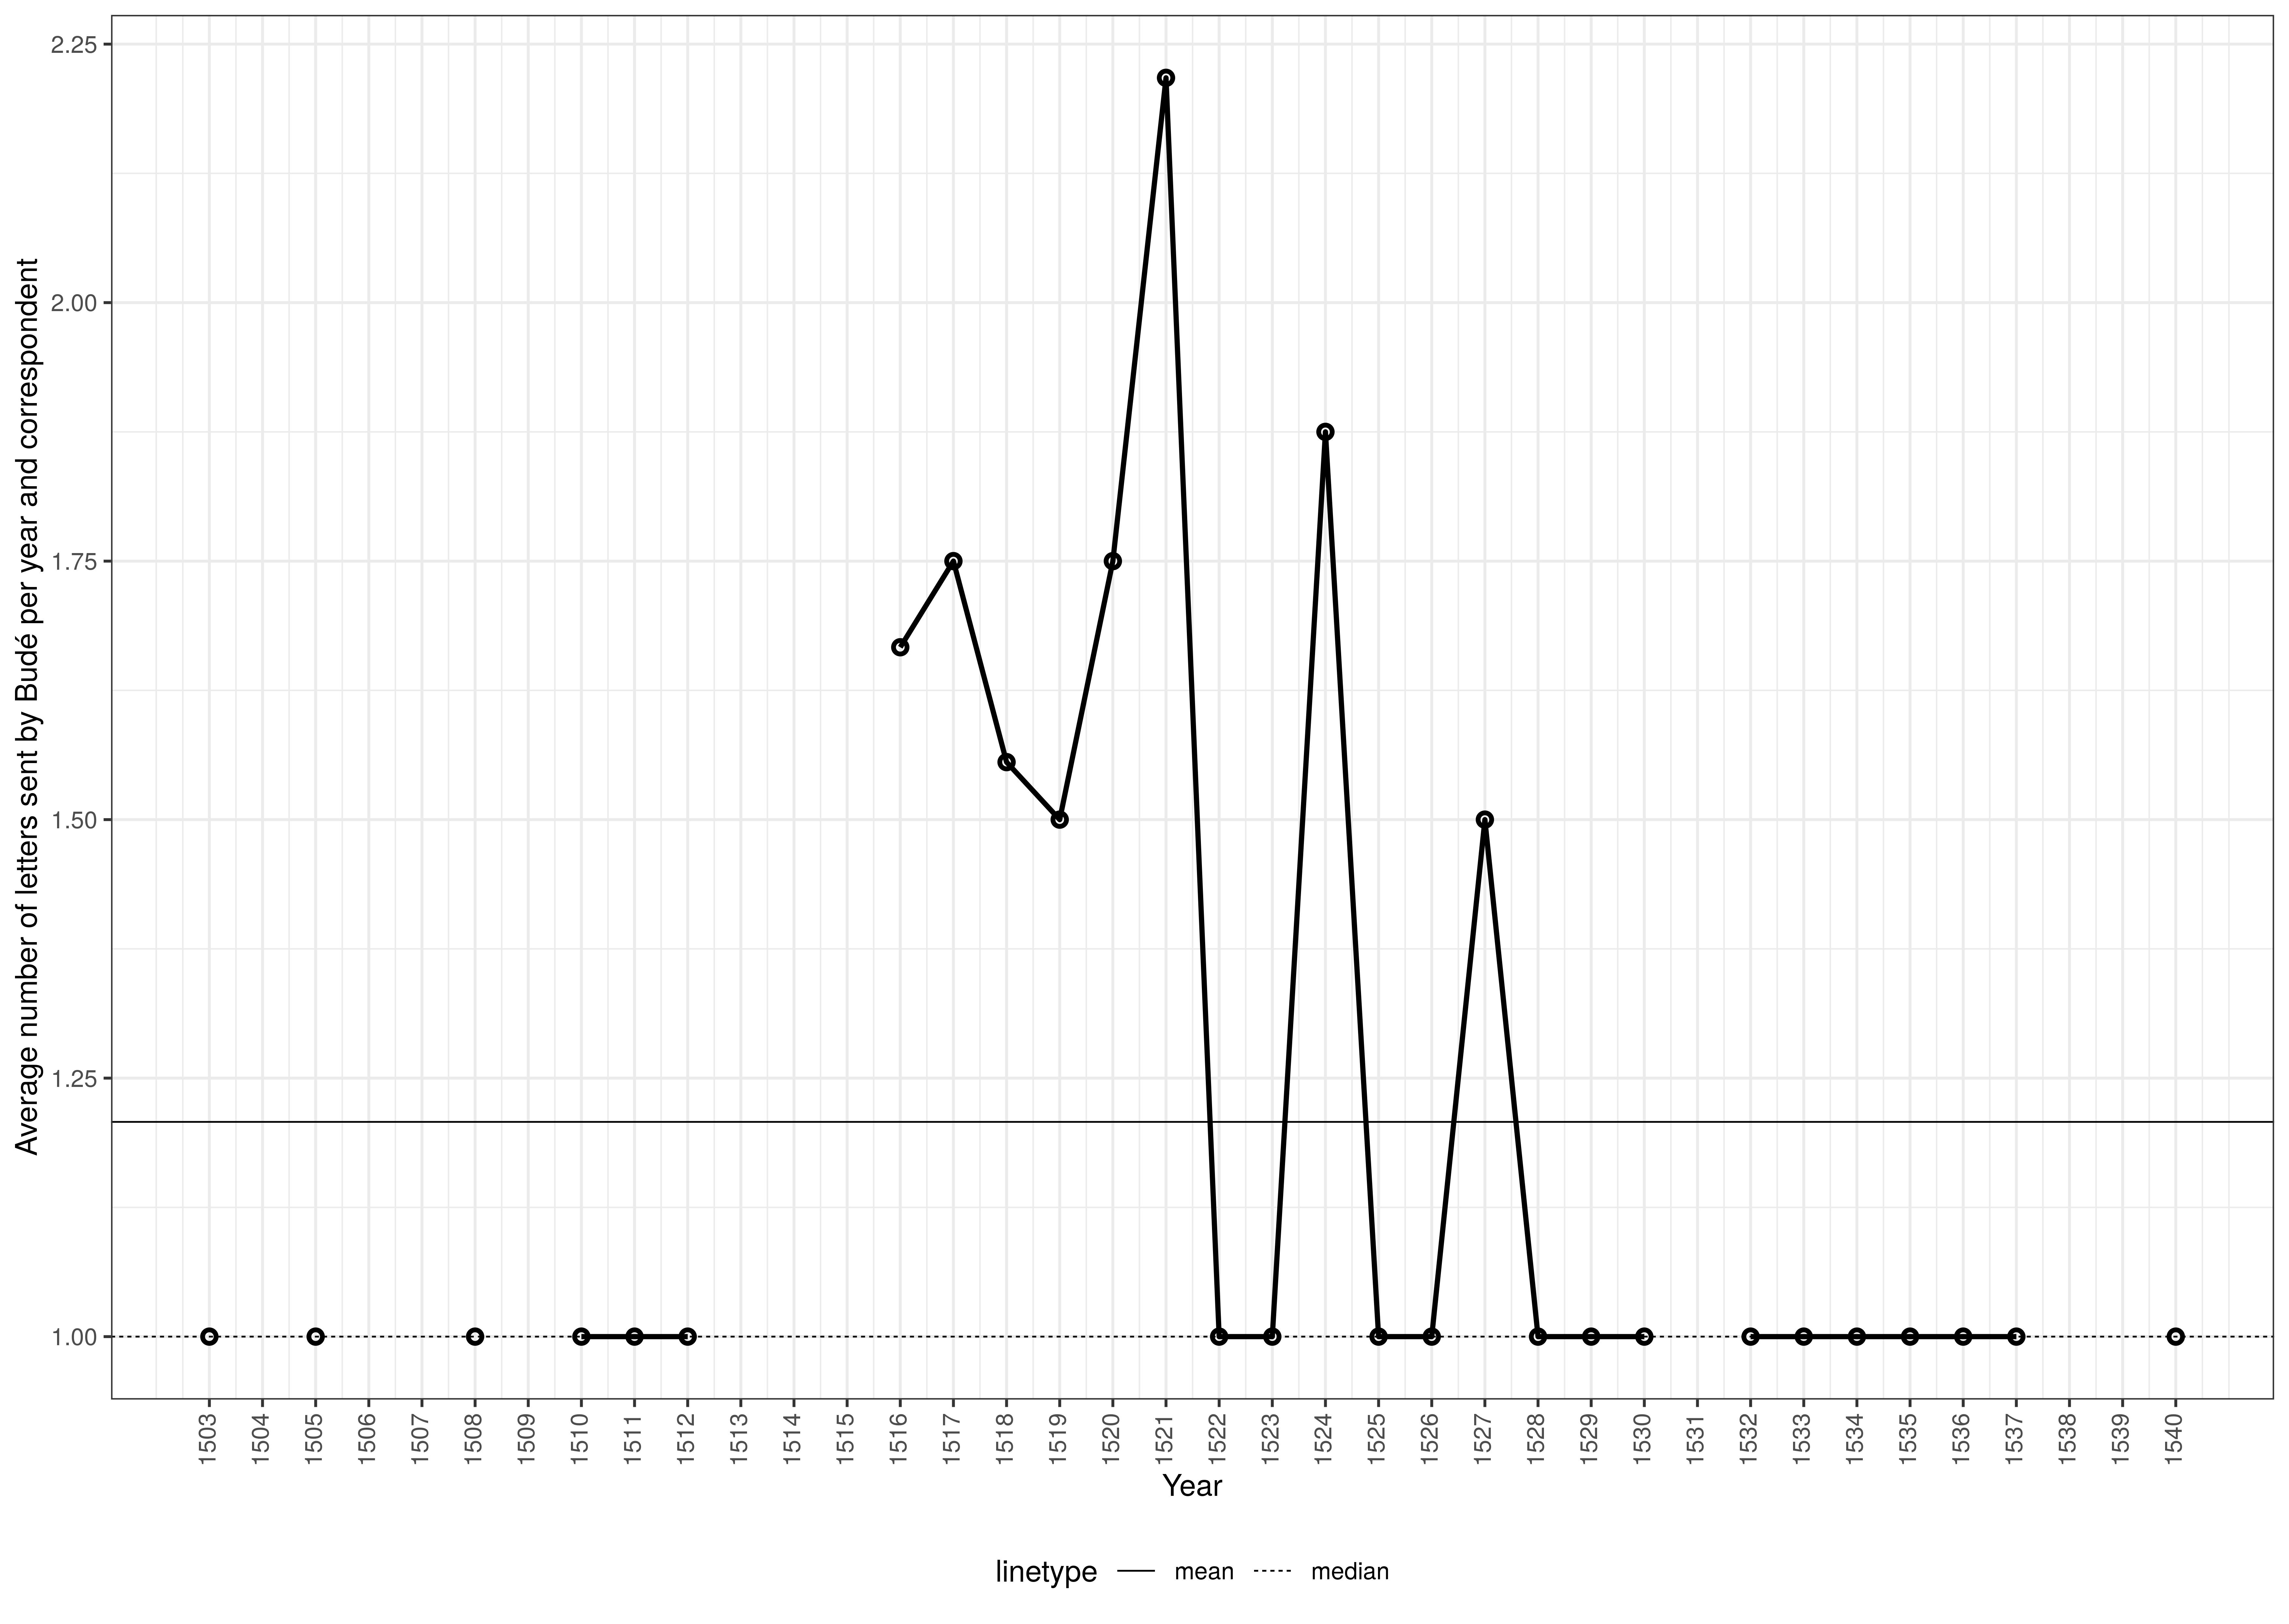 Average number of letters sent by Budé per year and correspondent
2.25
2.00
1.75
1.50
1.25
1.00
1503 1504 1505 1506 1507 1508 1509 1510 1511 1512 1513 1514 1515 1516 1517 1518 1519 1520 1521 1522 1523 1524 1525 1526 1527 1528 1529 1530 1531 1532 1533 1534 1535 1536 1537 1538 1539 1540
Year
linetype mean median